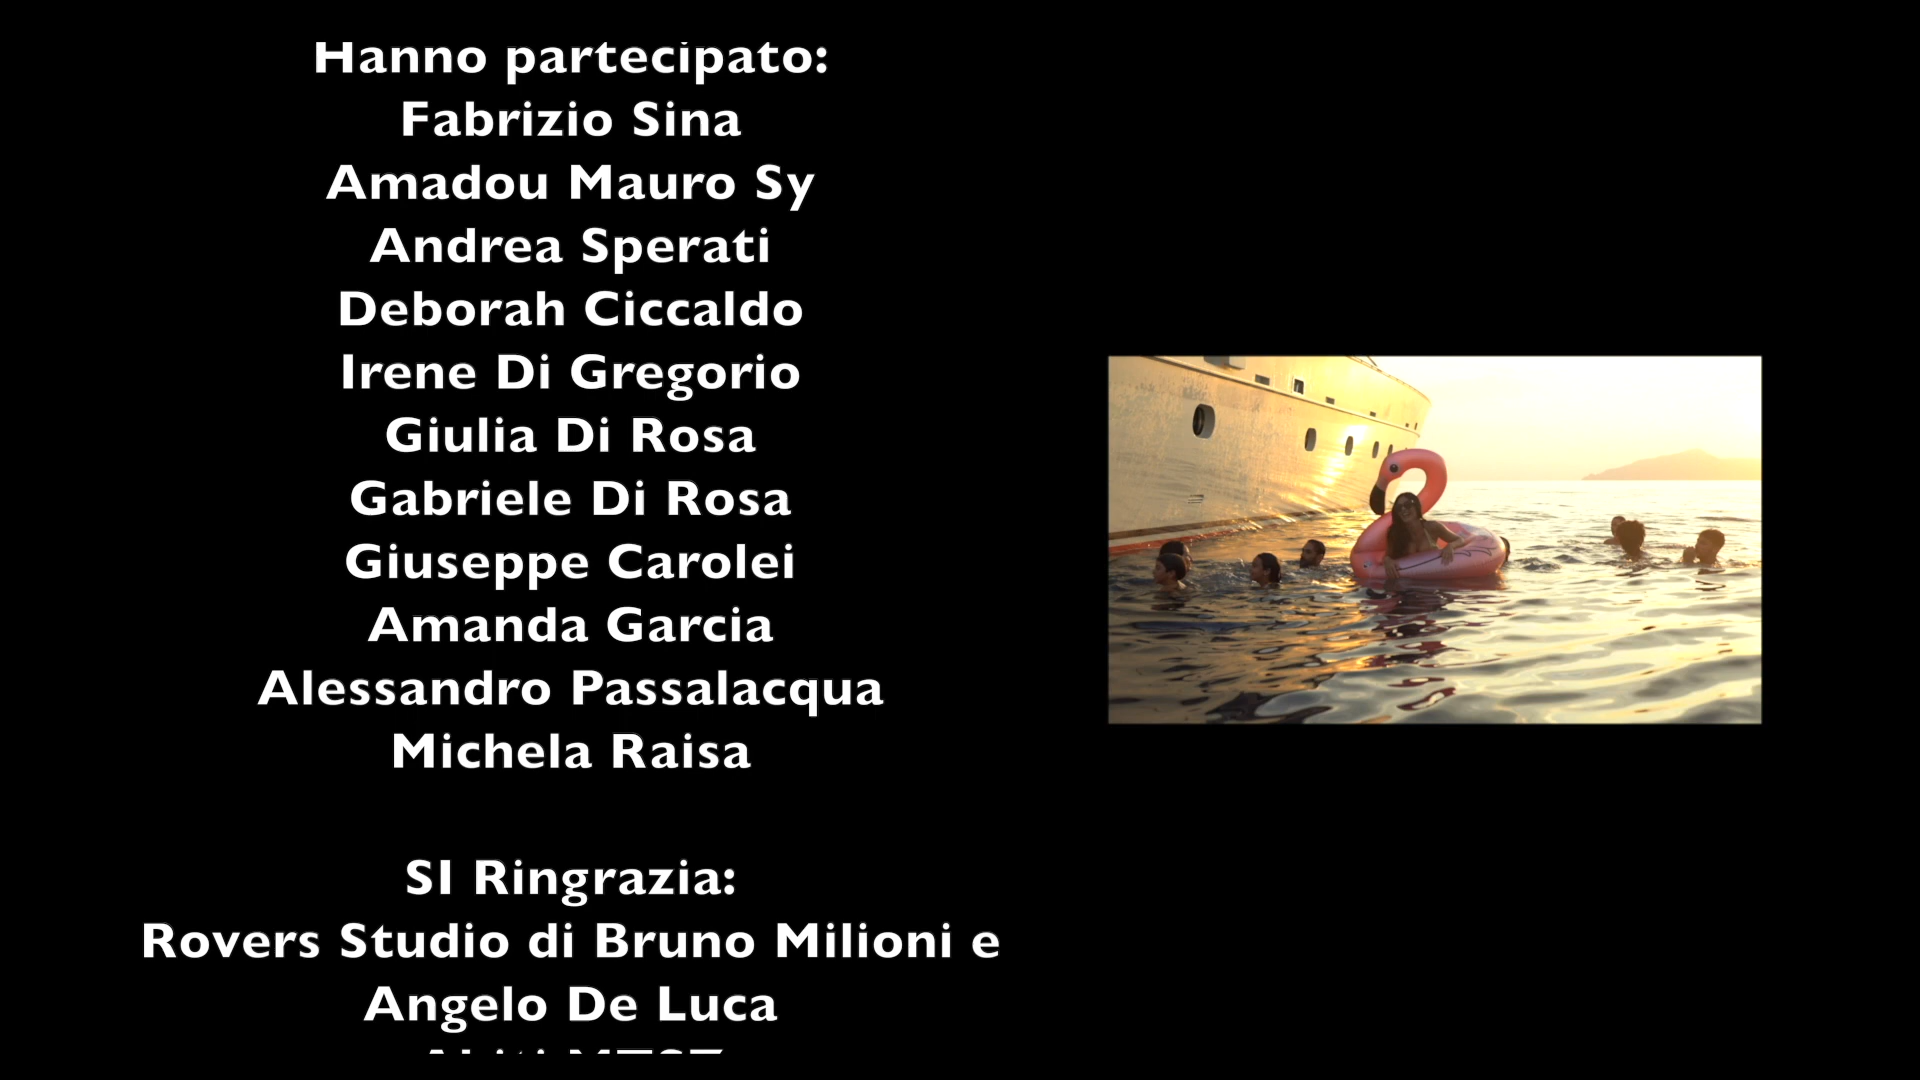 Hanno partecipato:
Fabrizio Sina
Amadou Mauro Sy
Andrea Sperati
Deborah Ciccaldo
Irene Di Gregorio
Giulia Di Rosa
Gabriele Di Rosa
Giuseppe Carolei
Amanda Garcia
Alessandro Passalacqua
Michela Raisa
SI Ringrazia:
Rovers Studio di Bruno Milioni e
Angelo De Luca